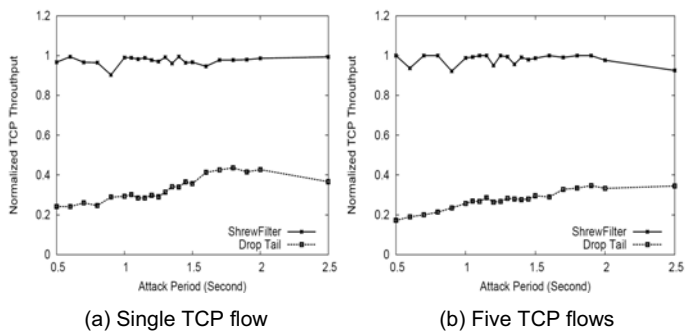 1.2
1
0.8
0.6
0.4
0.2
0
Normalized TCP Throuthput
ShrewFilter
Drop Tail
0.5
1
1.5
2
2.5
Attack Period (Second)
(a) Single TCP flow
1.2
1
0.8
0.6
0.4
0.2
0
Normalized TCP Throuthput
ShrewFilter
Drop Tail
0.5
1
1.5
2
2.5
Attack Period (Second)
(b) Five TCP flows